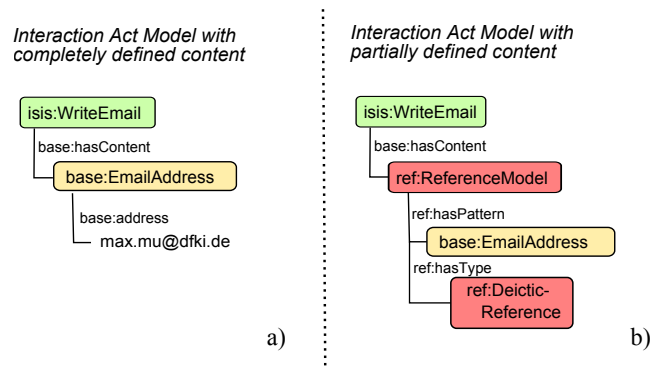 Interaction Act Model with
completely defined content
isis:WriteEmail
base:hasContent
base:EmailAddress
base:address
max.mu@dfki.de
a)
Interaction Act Model with
partially defined content
isis:WriteEmail
base:hasContent
ref:ReferenceModel
ref:hasPattern
base:EmailAddress
ref:hasType
ref:Deictic-
Reference
b)